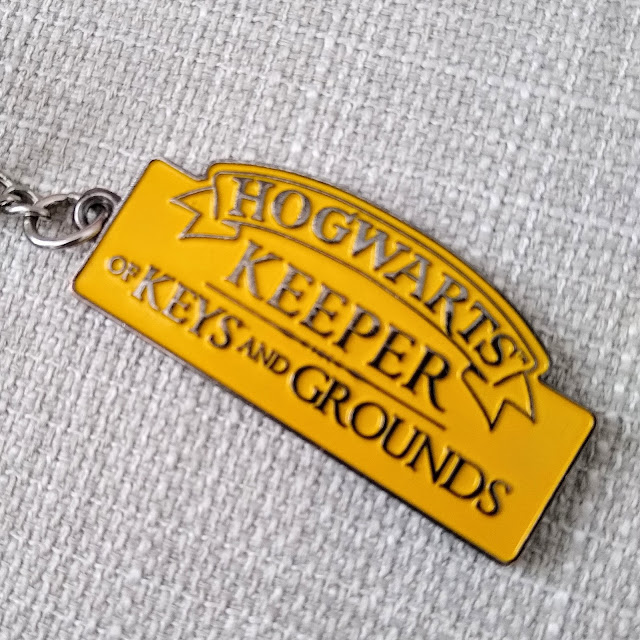 HOGWARTS™
KEEPER
OF KEYS AND GROUNDS